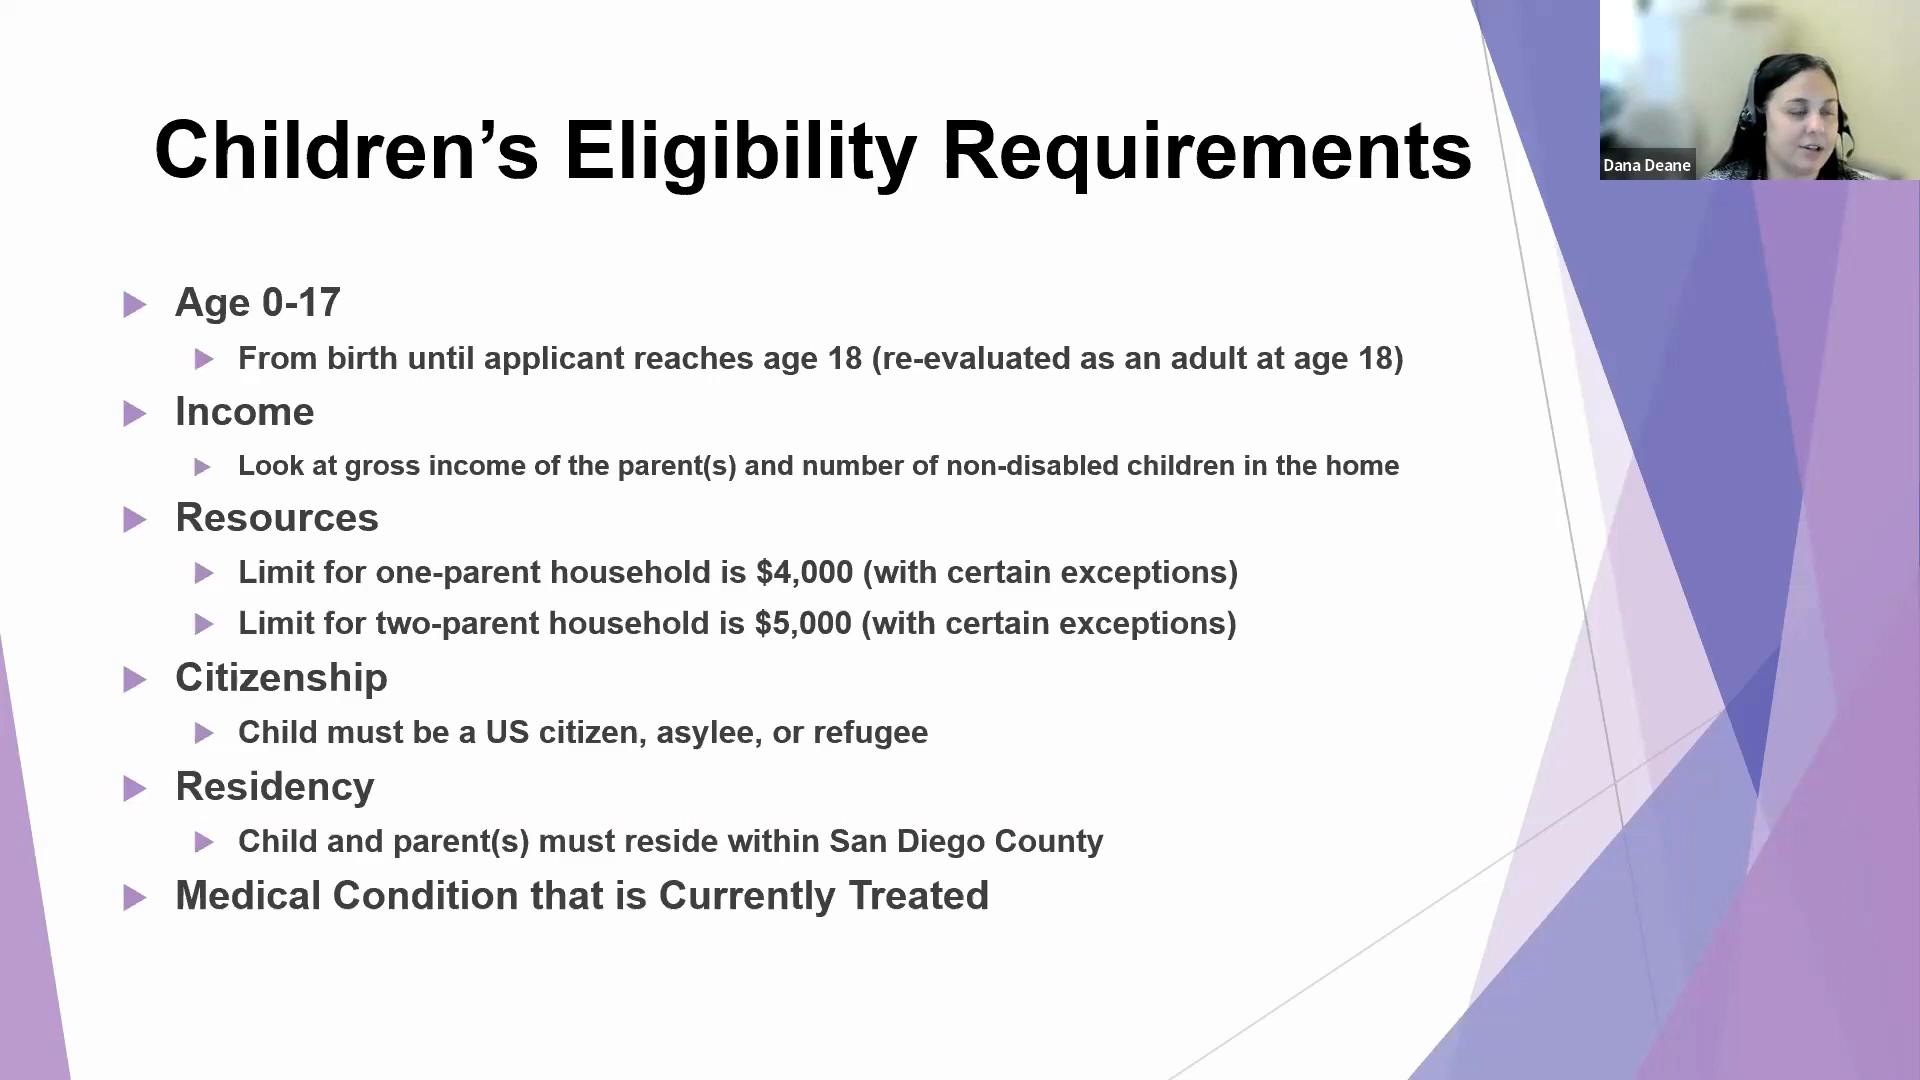 Children’s Eligibility Requirements
Dana Deane
Age 0-17
From birth until applicant reaches age 18 (re-evaluated as an adult at age 18)
Income
Look at gross income of the parent(s) and number of non-disabled children in the home
Resources
Limit for one-parent household is $4,000 (with certain exceptions)
Limit for two-parent household is $5,000 (with certain exceptions)
Citizenship
Child must be a US citizen, asylee, or refugee
Residency
Child and parent(s) must reside within San Diego County
Medical Condition that is Currently Treated